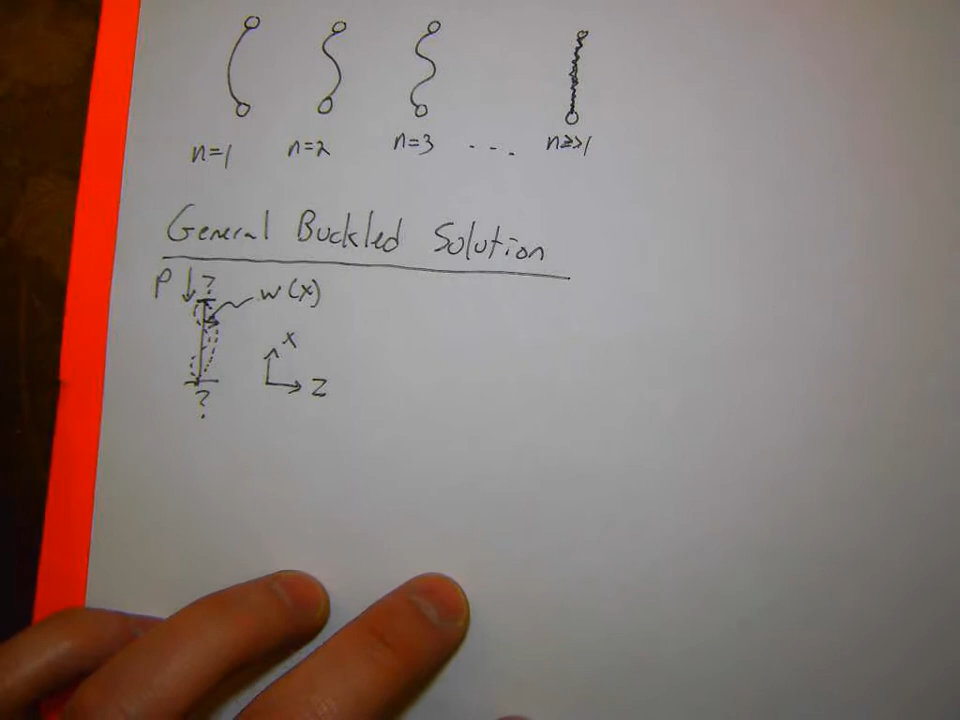 n=1 n=2 n=3 ... n>>1
General Buckled Solution
P ? w(x)
x
z
?